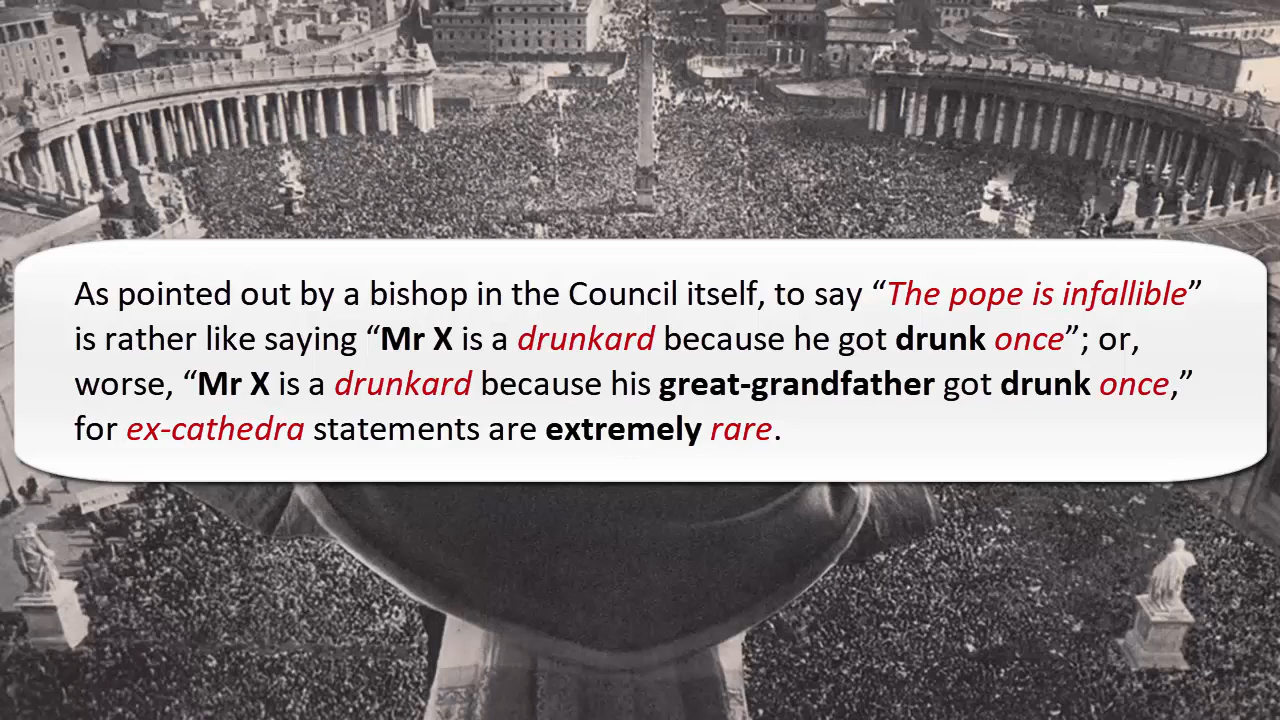 As pointed out by a bishop in the Council itself, to say “The pope is infallible”
is rather like saying “Mr X is a drunkard because he got drunk once”; or,
worse, “Mr X is a drunkard because his great-grandfather got drunk once,”
for ex-cathedra statements are extremely rare.